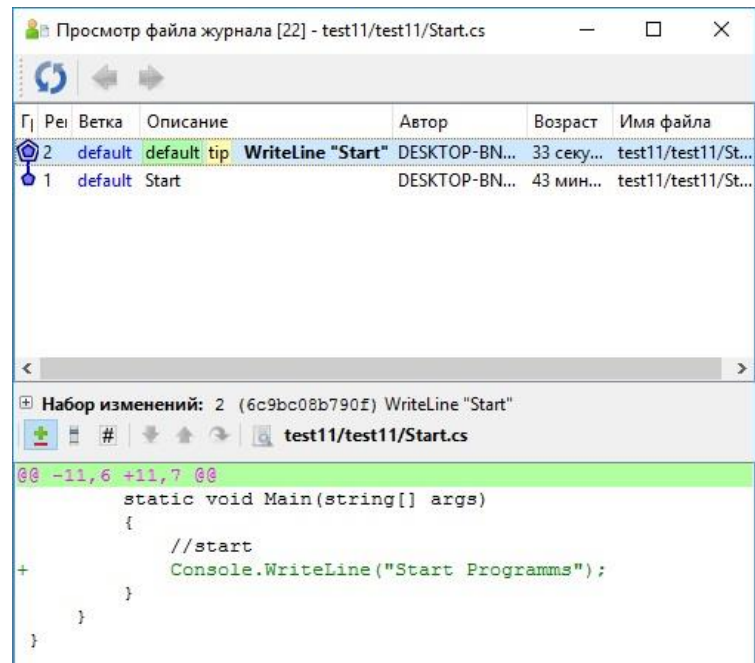 Просмотр файла журнала [22] - test11/test11/Start.cs
Г Ре Ветка Описание Автор Возраст Имя файла
2 default default tip WriteLine "Start" DESKTOP-BN... 33 секу... test11/test11/St...
1 default Start DESKTOP-BN... 43 мин... test11/test11/St...
Набор изменений: 2 (6c9bc08b790f) WriteLine "Start"
# test11/test11/Start.cs
@@ -11,6 +11,7 @@
static void Main(string[] args)
{
//start
+ Console.WriteLine("Start Programms");
}
}
}